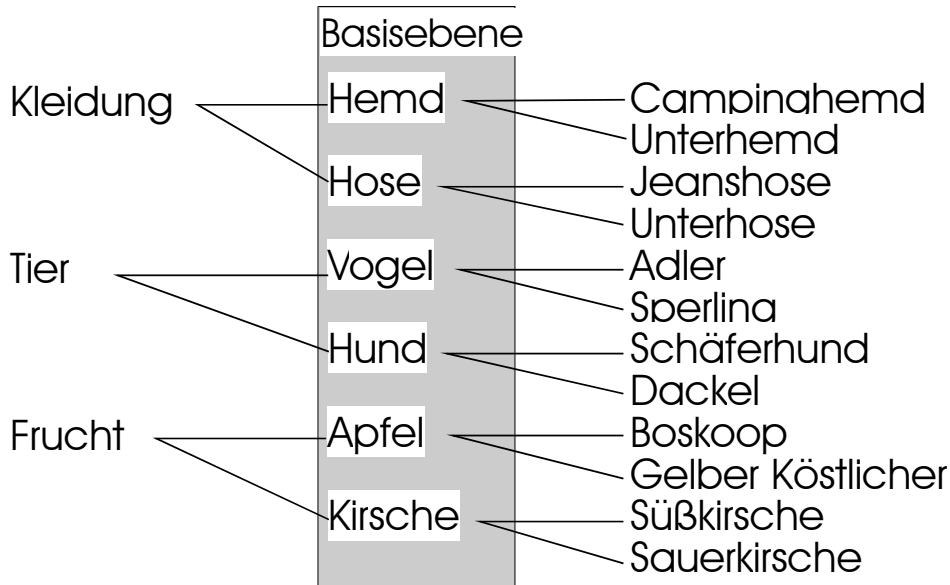 Basisebene
Kleidung
Hemd
Campinghemd
Unterhemd
Hose
Jeanshose
Unterhose
Tier
Vogel
Adler
Sperling
Hund
Schäferhund
Dackel
Frucht
Apfel
Boskoop
Gelber Köstlicher
Kirsche
Süßkirsche
Sauerkirsche